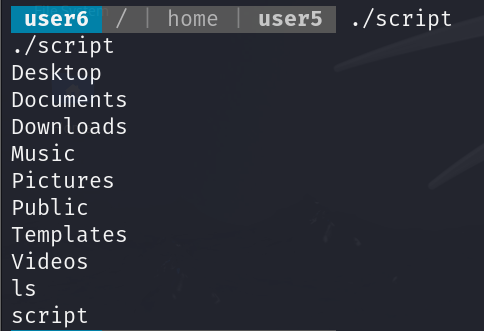 user6 / | home | user5 ./script
./script
Desktop
Documents
Downloads
Music
Pictures
Public
Templates
Videos
ls
script